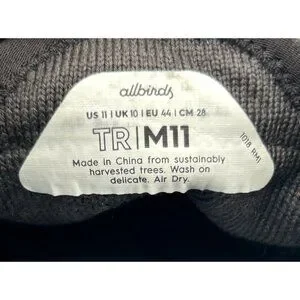 allbirds
US 11 | UK 10 | EU 44 | CM 28
TR | M11
Made in China from sustainably
harvested trees. Wash on
delicate. Air Dry.
1018 RM1